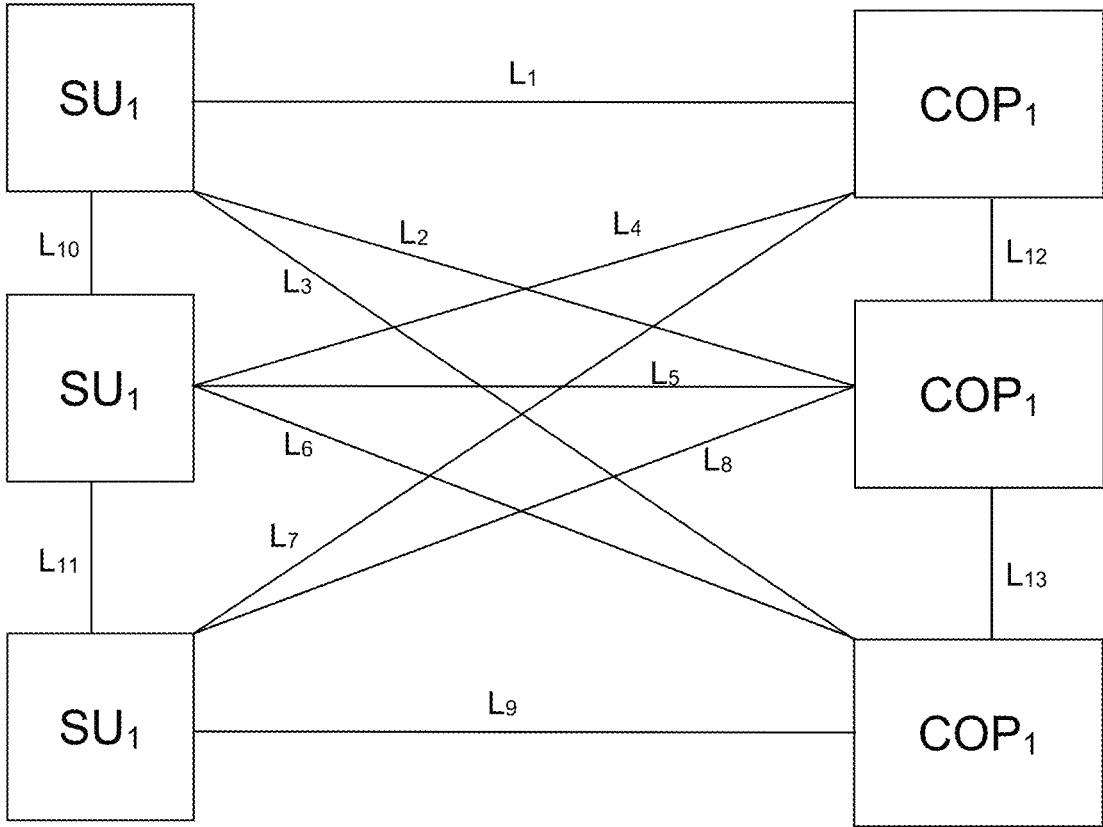 SU₁
L₁
COP₁
L₂
L₄
L₁₀
L₃
L₁₂
SU₁
L₅
COP₁
L₆
L₈
L₇
L₁₁
L₁₃
SU₁
L₉
COP₁